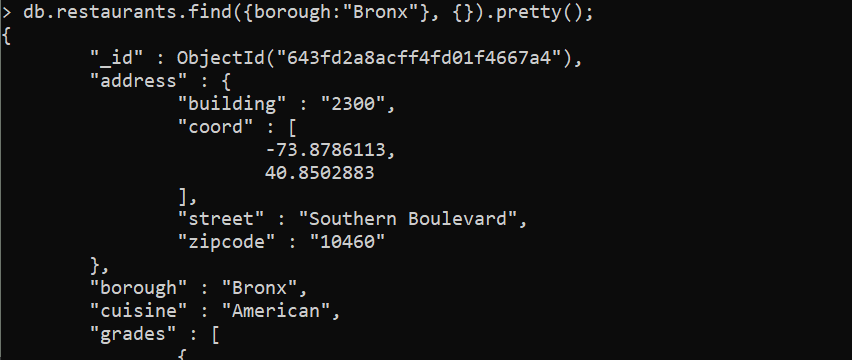 > db.restaurants.find({borough:"Bronx"}, {}).pretty();
{
        "_id" : ObjectId("643fd2a8acff4fd01f4667a4"),
        "address" : {
                "building" : "2300",
                "coord" : [
                        -73.8786113,
                        40.8502883
                ],
                "street" : "Southern Boulevard",
                "zipcode" : "10460"
        },
        "borough" : "Bronx",
        "cuisine" : "American",
        "grades" : [
                {